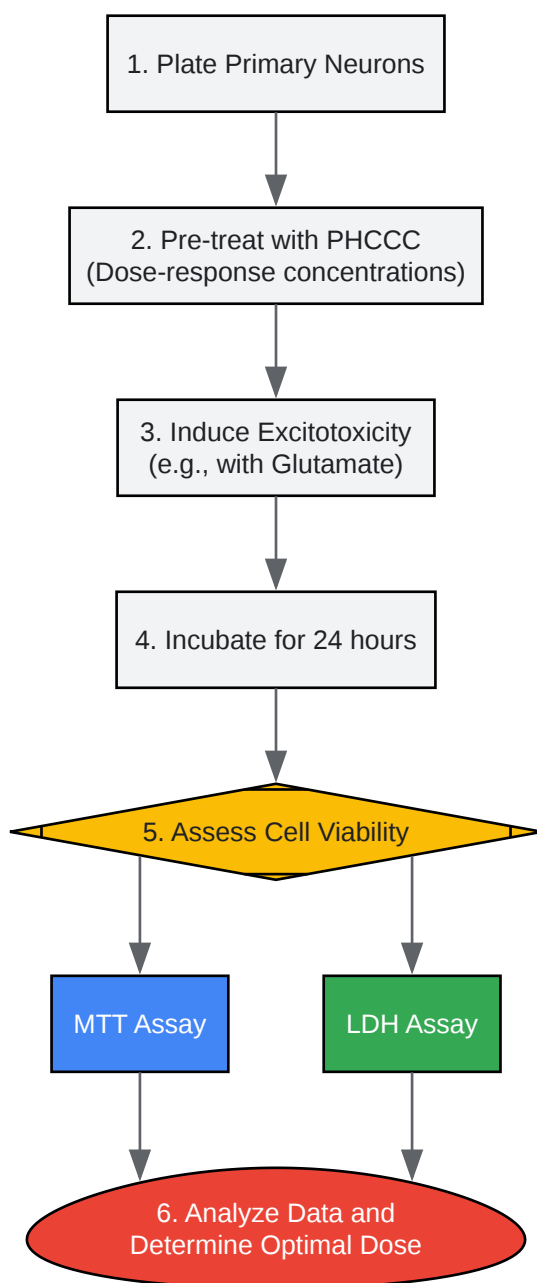 1. Plate Primary Neurons
2. Pre-treat with PHCCC
(Dose-response concentrations)
3. Induce Excitotoxicity
(e.g., with Glutamate)
4. Incubate for 24 hours
5. Assess Cell Viability
MTT Assay
LDH Assay
6. Analyze Data and
Determine Optimal Dose